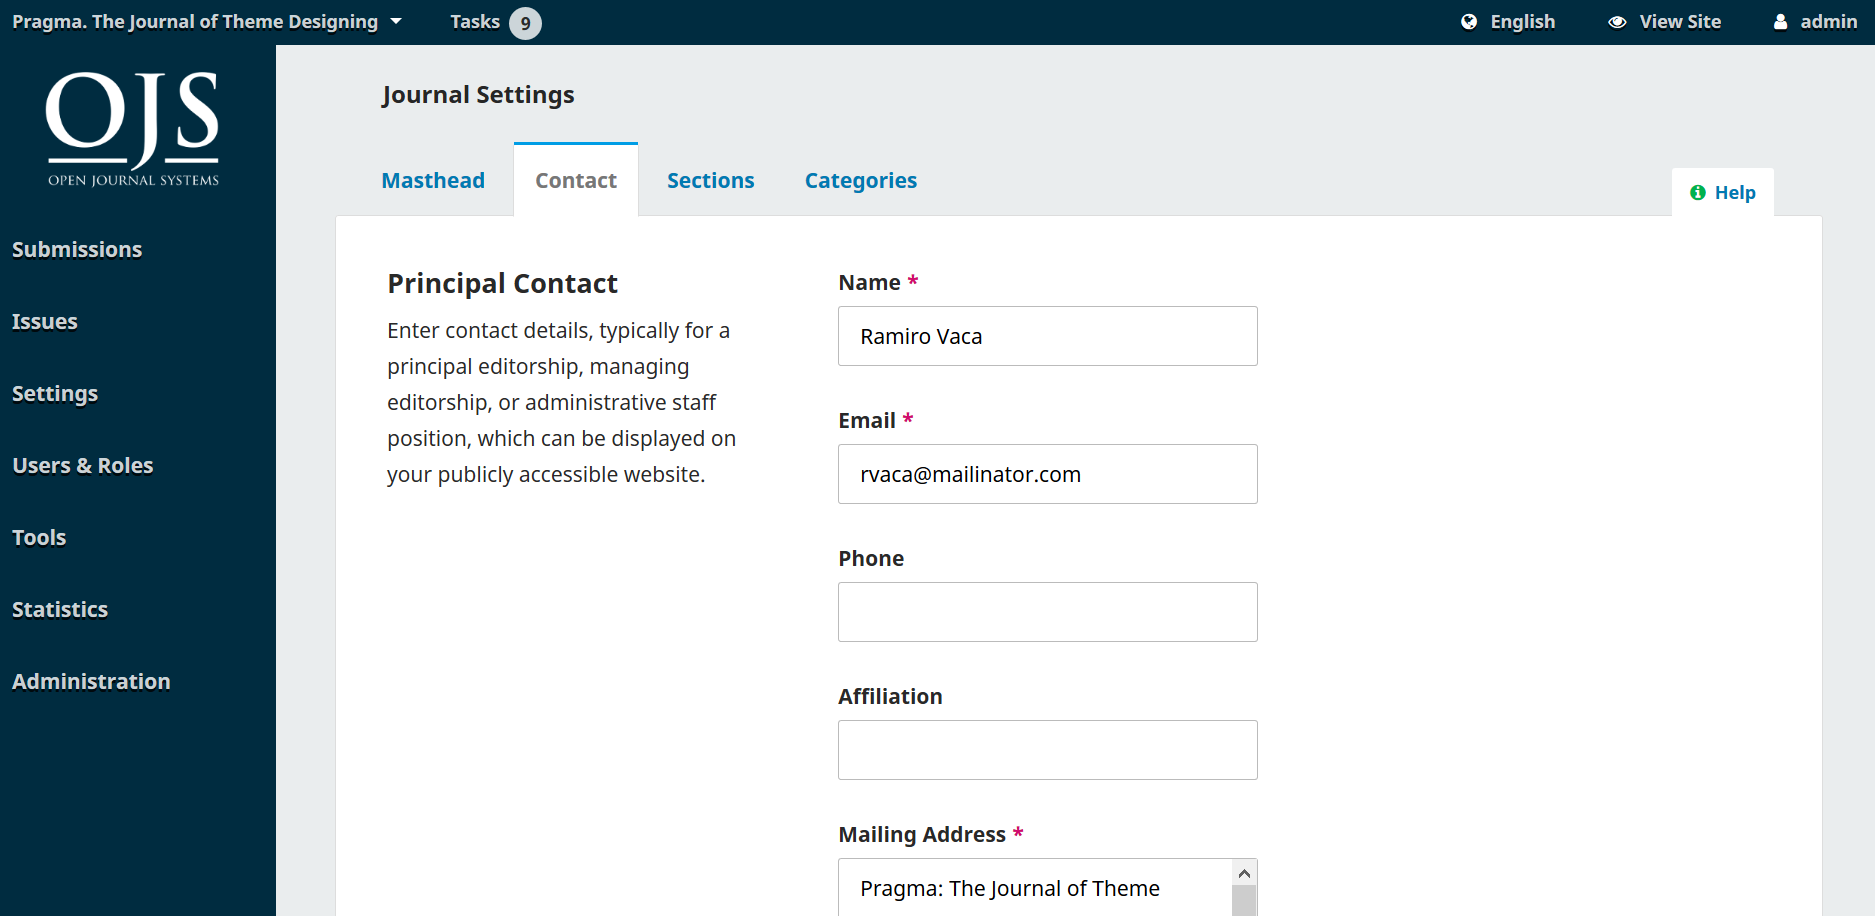 Pragma. The Journal of Theme Designing
Tasks 9
English
View Site
admin
OJS
OPEN JOURNAL SYSTEMS
Submissions
Issues
Settings
Users & Roles
Tools
Statistics
Administration
Journal Settings
Masthead
Contact
Sections
Categories
Help
Principal Contact
Enter contact details, typically for a
principal editorship, managing
editorship, or administrative staff
position, which can be displayed on
your publicly accessible website.
Name *
Ramiro Vaca
Email *
rvaca@mailinator.com
Phone
Affiliation
Mailing Address *
Pragma: The Journal of Theme